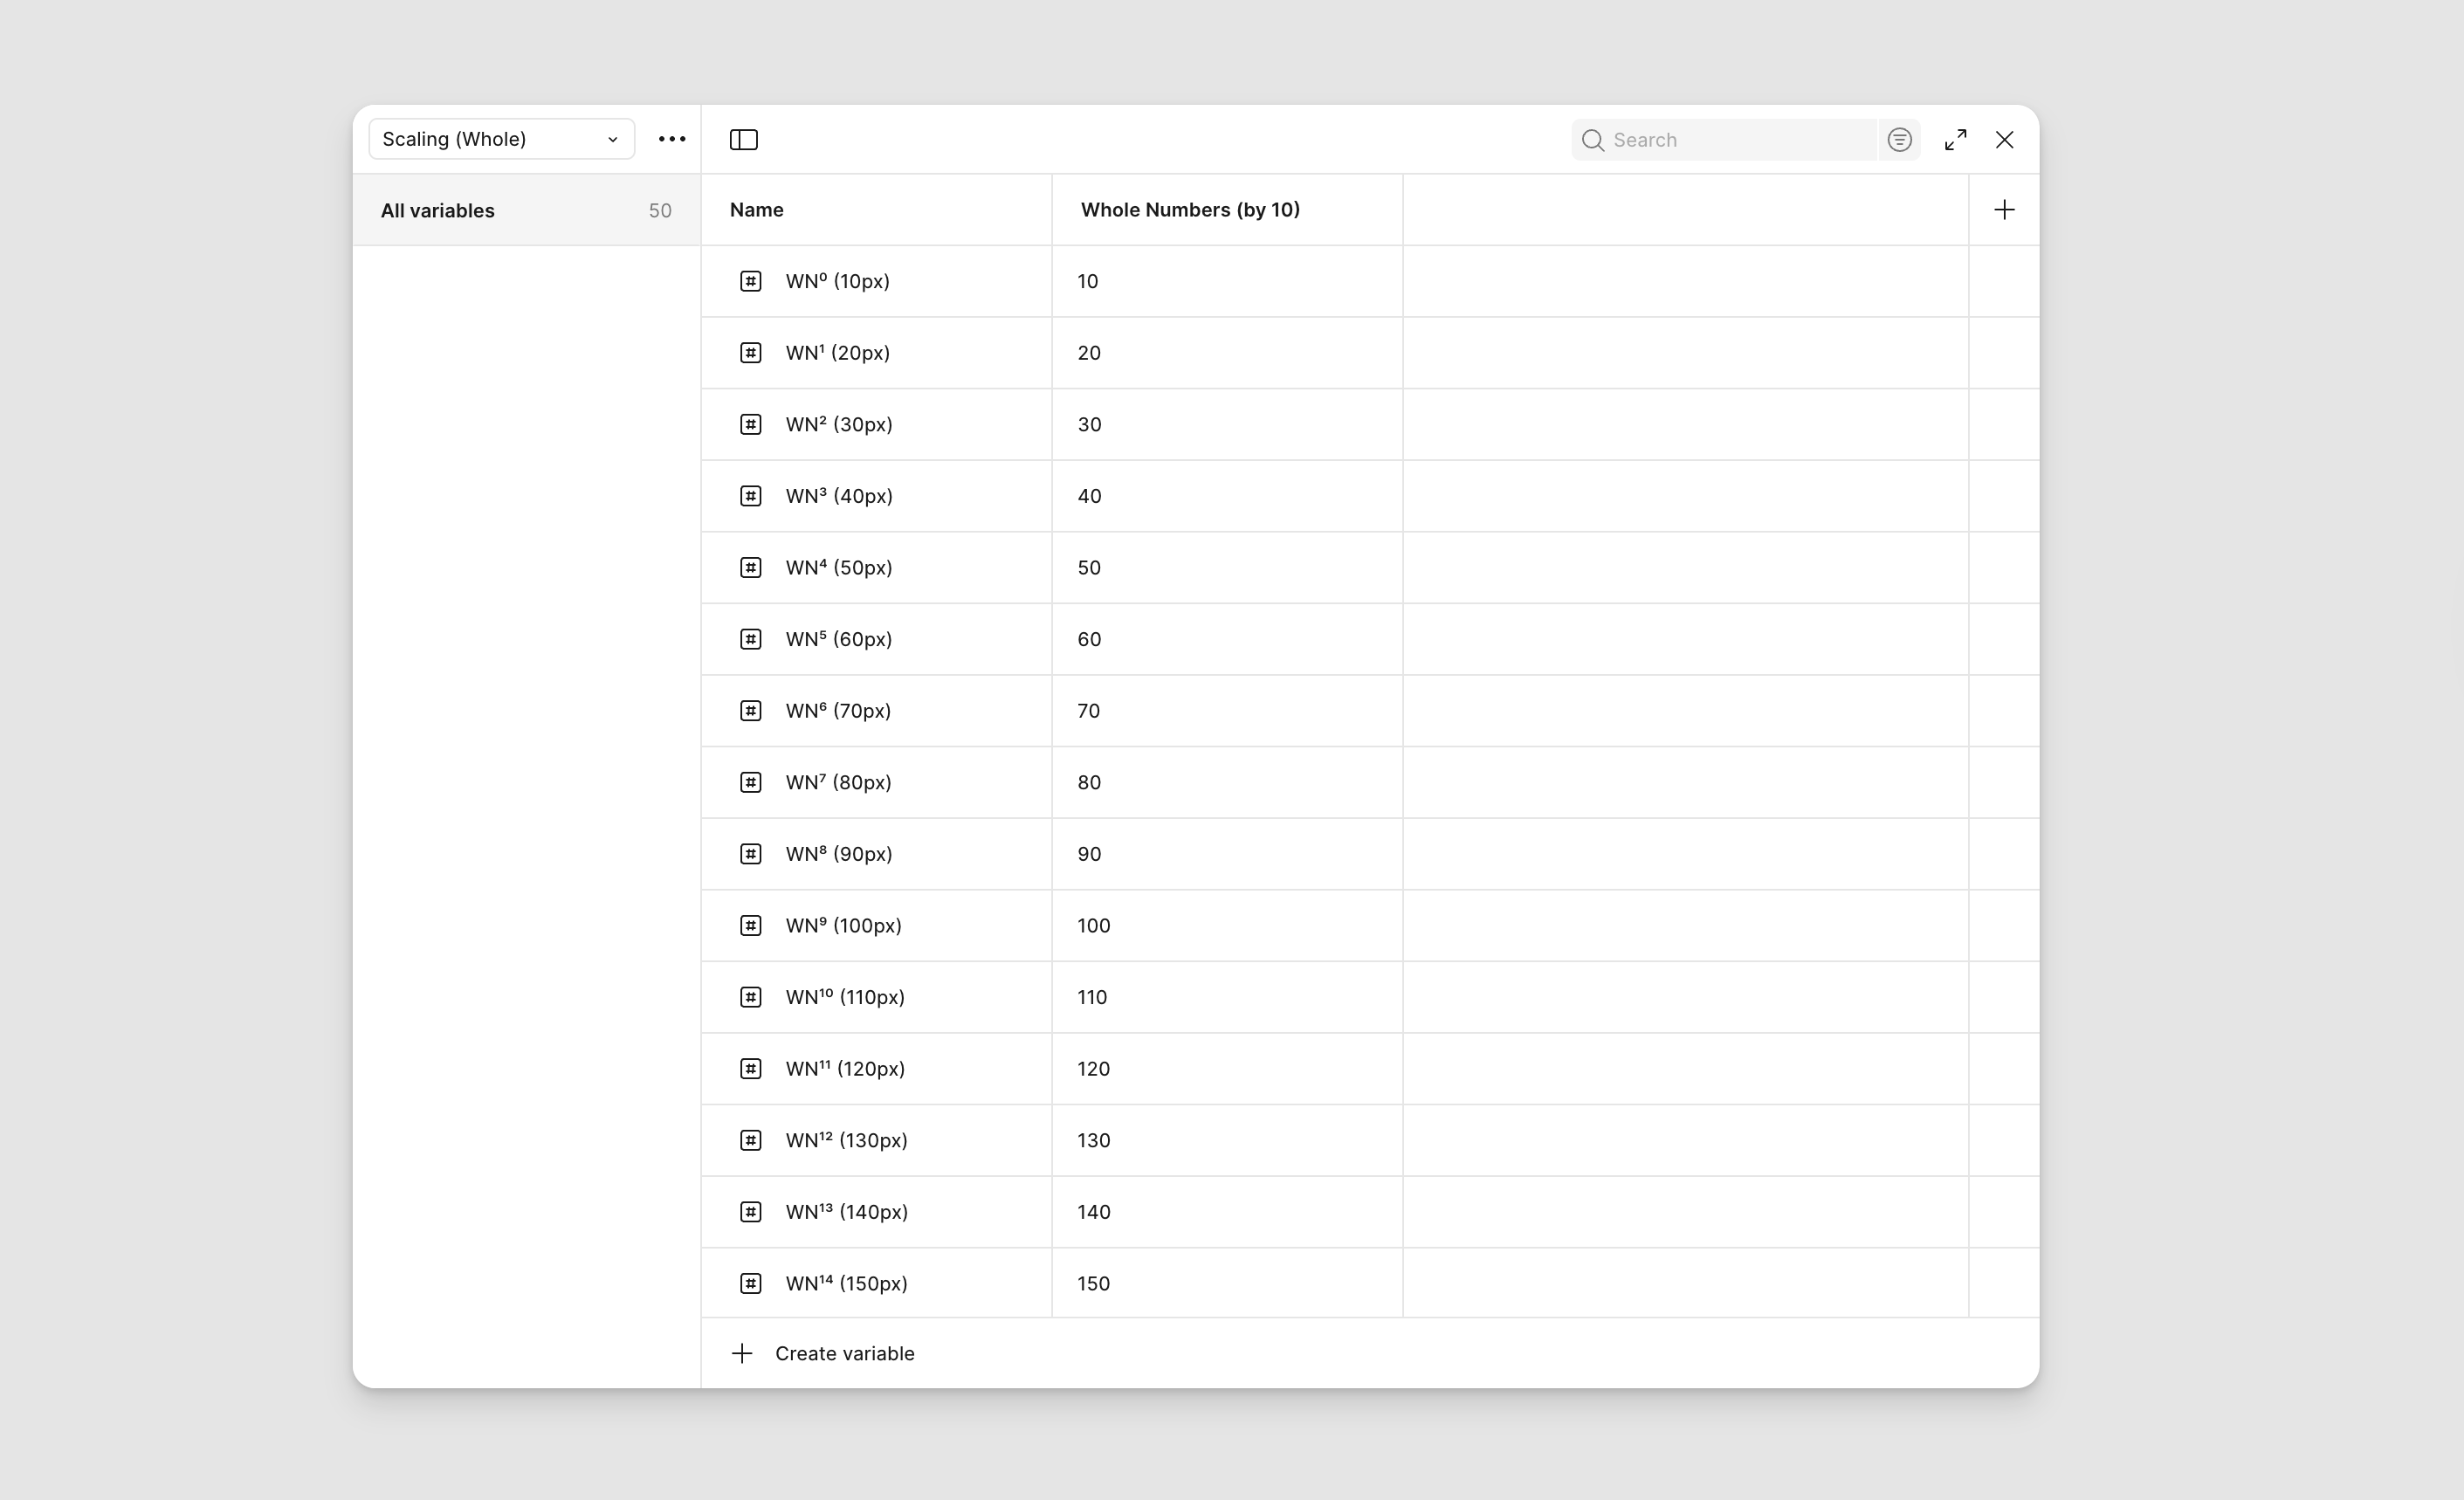 Scaling (Whole)
Search
All variables 50
Name Whole Numbers (by 10)
WN⁰ (10px) 10
WN¹ (20px) 20
WN² (30px) 30
WN³ (40px) 40
WN⁴ (50px) 50
WN⁵ (60px) 60
WN⁶ (70px) 70
WN⁷ (80px) 80
WN⁸ (90px) 90
WN⁹ (100px) 100
WN¹⁰ (110px) 110
WN¹¹ (120px) 120
WN¹² (130px) 130
WN¹³ (140px) 140
WN¹⁴ (150px) 150
Create variable